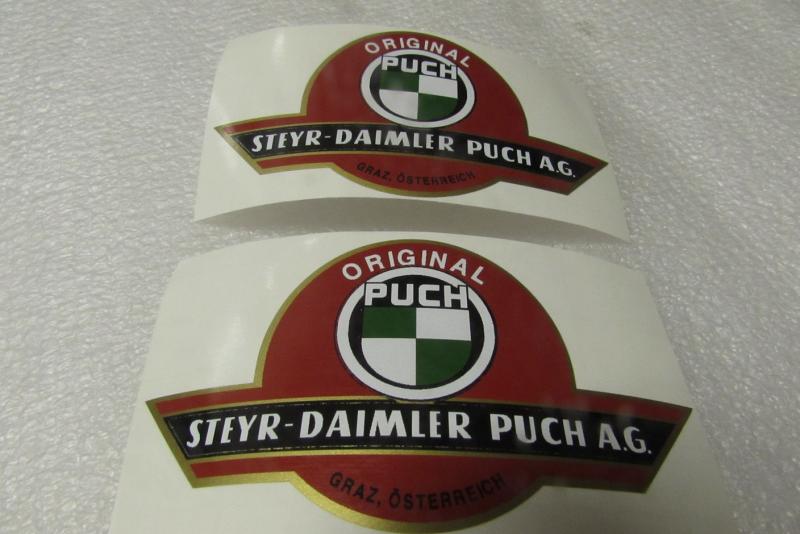 ORIGINAL
PUCH
STEYR-DAIMLER PUCH A.G.
GRAZ, ÖSTERREICH
ORIGINAL
PUCH
STEYR-DAIMLER PUCH A.G.
GRAZ, ÖSTERREICH